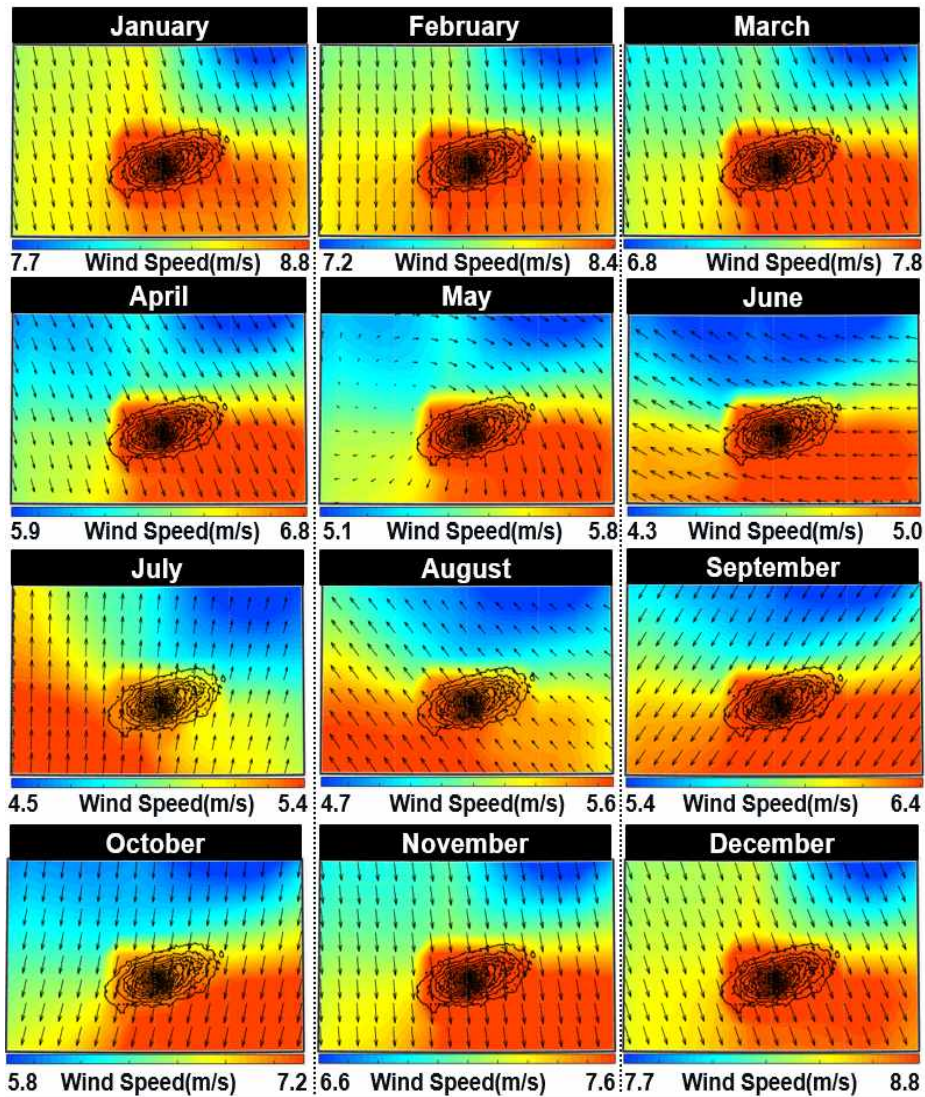 January February March
7.7 Wind Speed(m/s) 8.8 7.2 Wind Speed(m/s) 8.4 6.8 Wind Speed(m/s) 7.8
April May June
5.9 Wind Speed(m/s) 6.8 5.1 Wind Speed(m/s) 5.8 4.3 Wind Speed(m/s) 5.0
July August September
4.5 Wind Speed(m/s) 5.4 4.7 Wind Speed(m/s) 5.6 5.4 Wind Speed(m/s) 6.4
October November December
5.8 Wind Speed(m/s) 7.2 6.6 Wind Speed(m/s) 7.6 7.7 Wind Speed(m/s) 8.8